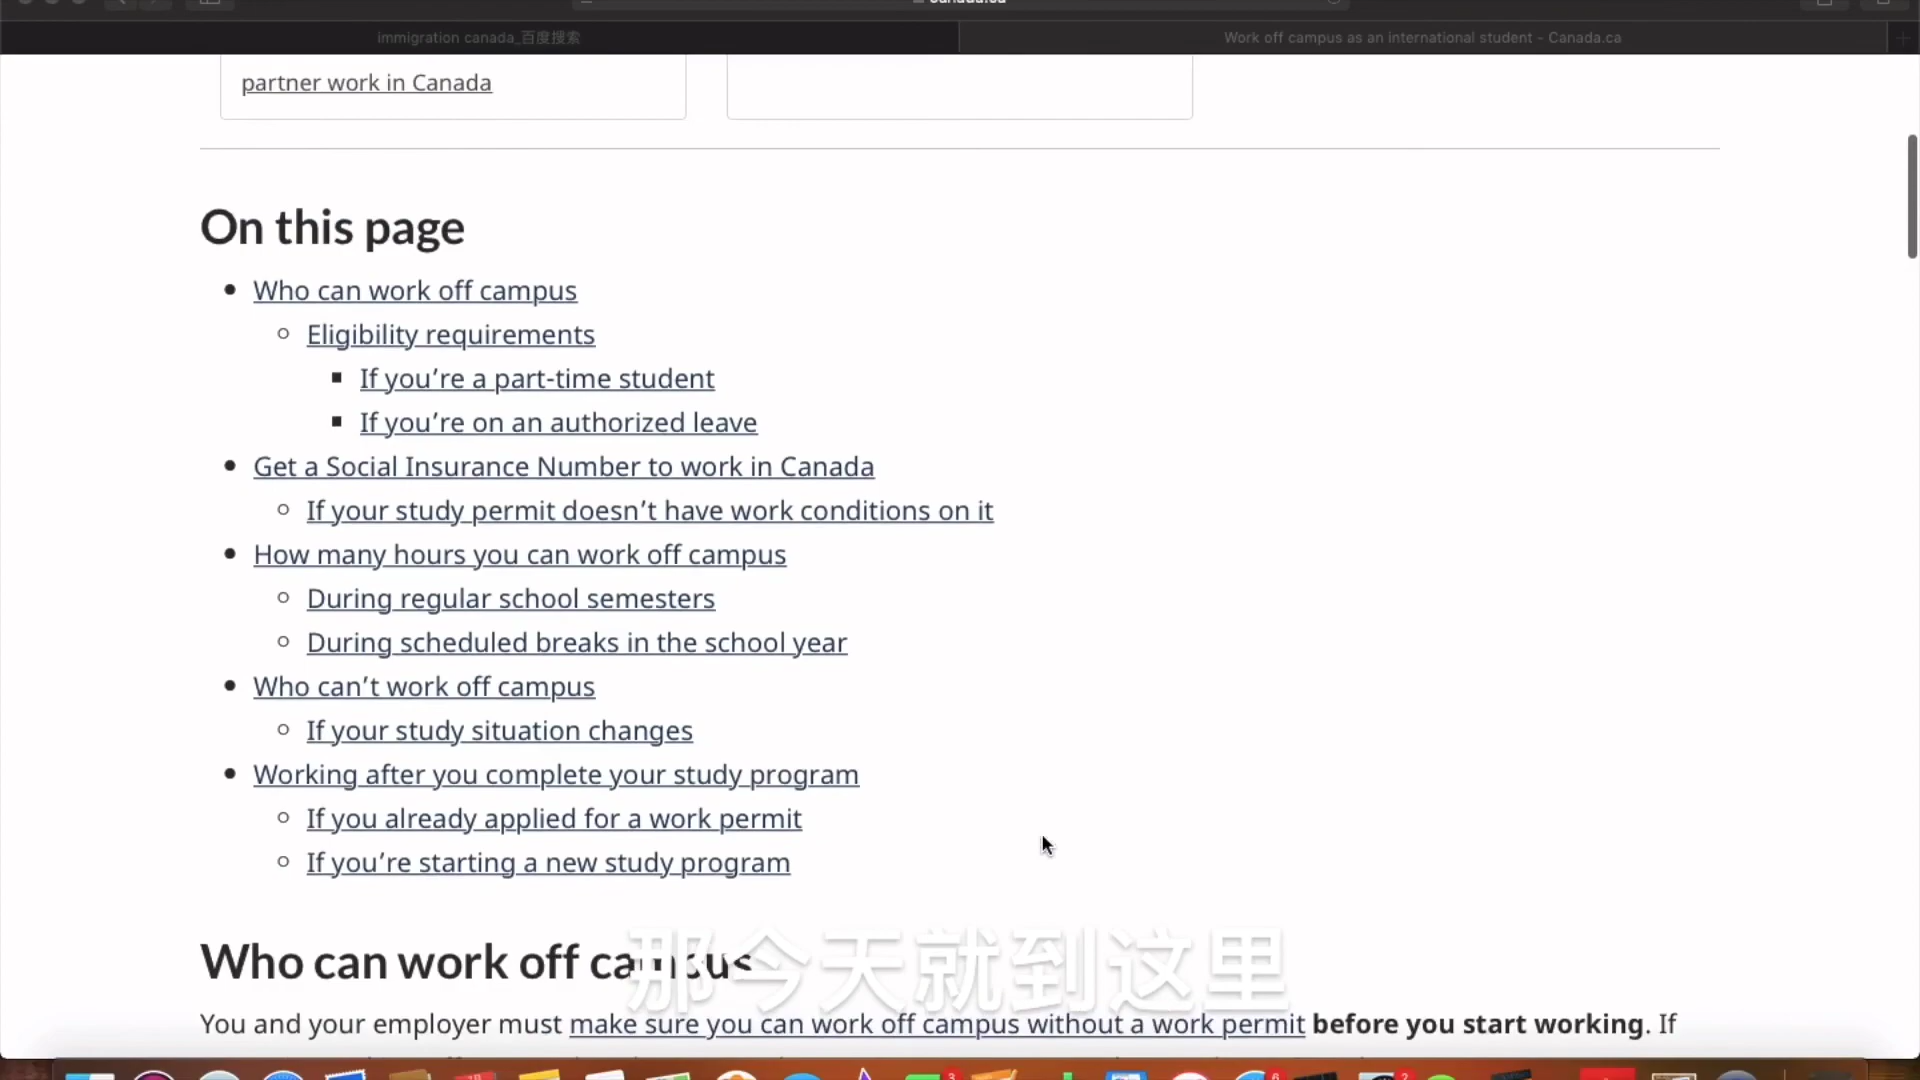 canada.ca
immigration canada_百度搜索
Work off campus as an international student - Canada.ca
partner work in Canada
On this page
Who can work off campus
Eligibility requirements
If you’re a part-time student
If you’re on an authorized leave
Get a Social Insurance Number to work in Canada
If your study permit doesn’t have work conditions on it
How many hours you can work off campus
During regular school semesters
During scheduled breaks in the school year
Who can’t work off campus
If your study situation changes
Working after you complete your study program
If you already applied for a work permit
If you’re starting a new study program
Who can work off campus
那今天就到这里
You and your employer must make sure you can work off campus without a work permit before you start working. If
3
6
2